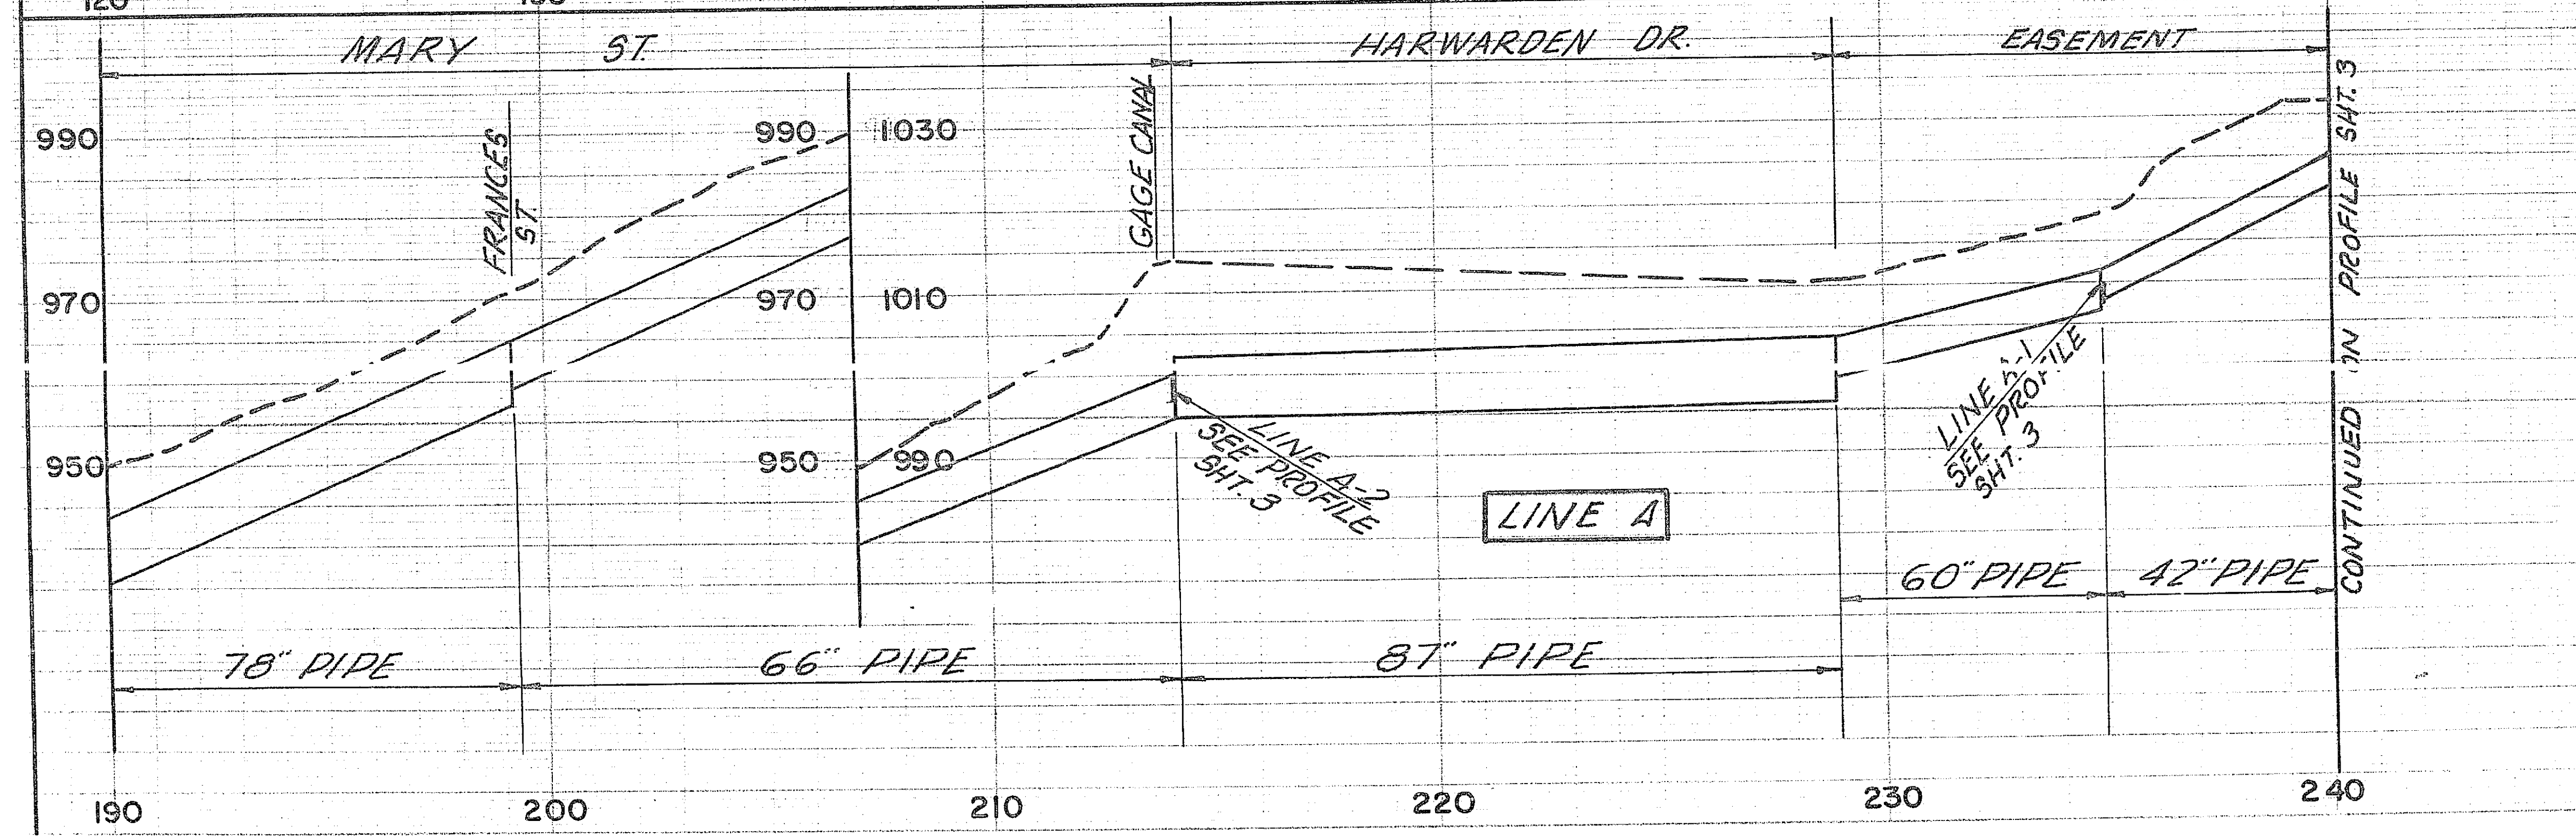 120
MARY ST.
HARWARDEN DR.
EASEMENT
990
FRANCES
ST.
990
1030
GAGE CANAL
970
970
1010
950
950
990
LINE A-2
SEE PROFILE
SHT. 3
LINE A
LINE A-1
SEE PROFILE
SHT. 3
CONTINUED ON PROFILE SHT. 3
78" PIPE
66" PIPE
87" PIPE
60" PIPE
42" PIPE
190
200
210
220
230
240